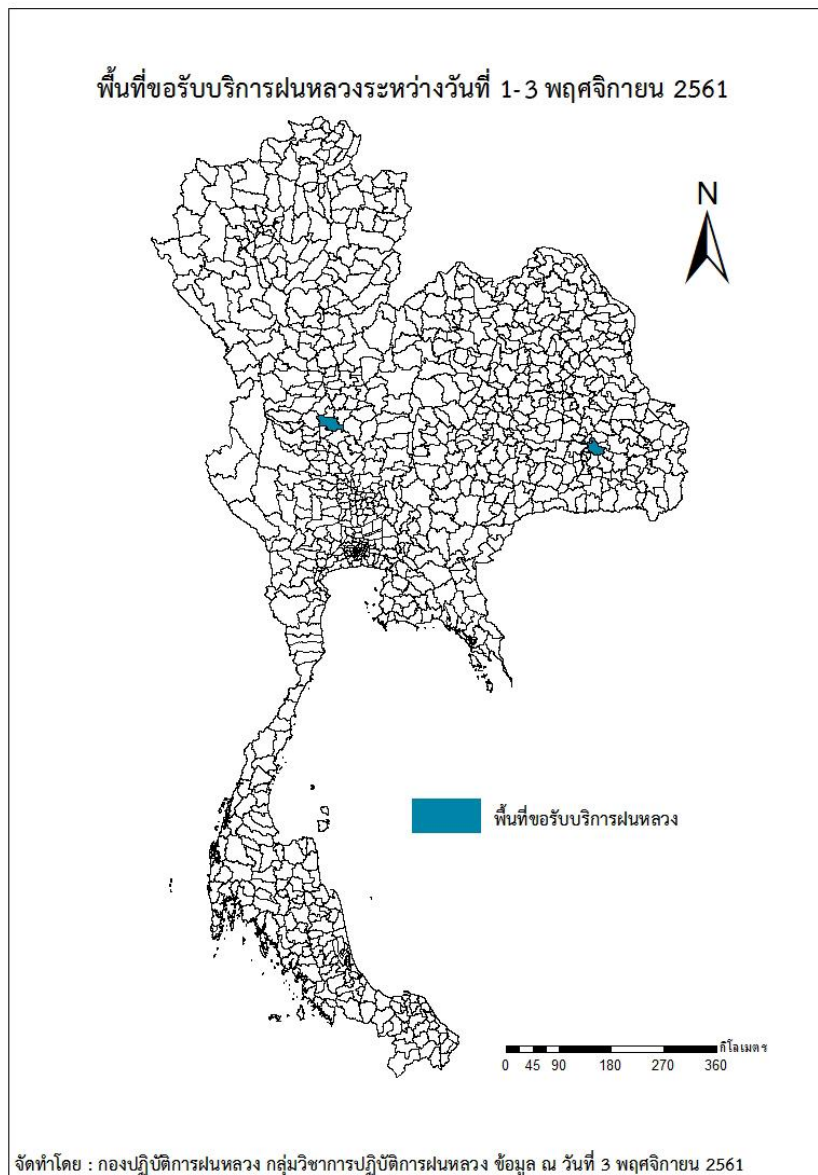 พื้นที่ขอรับบริการฝนหลวงระหว่างวันที่ 1-3 พฤศจิกายน 2561
N
พื้นที่ขอรับบริการฝนหลวง
กิโลเมตร
0 45 90 180 270 360
จัดทำโดย : กองปฏิบัติการฝนหลวง กลุ่มวิชาการปฏิบัติการฝนหลวง ข้อมูล ณ วันที่ 3 พฤศจิกายน 2561